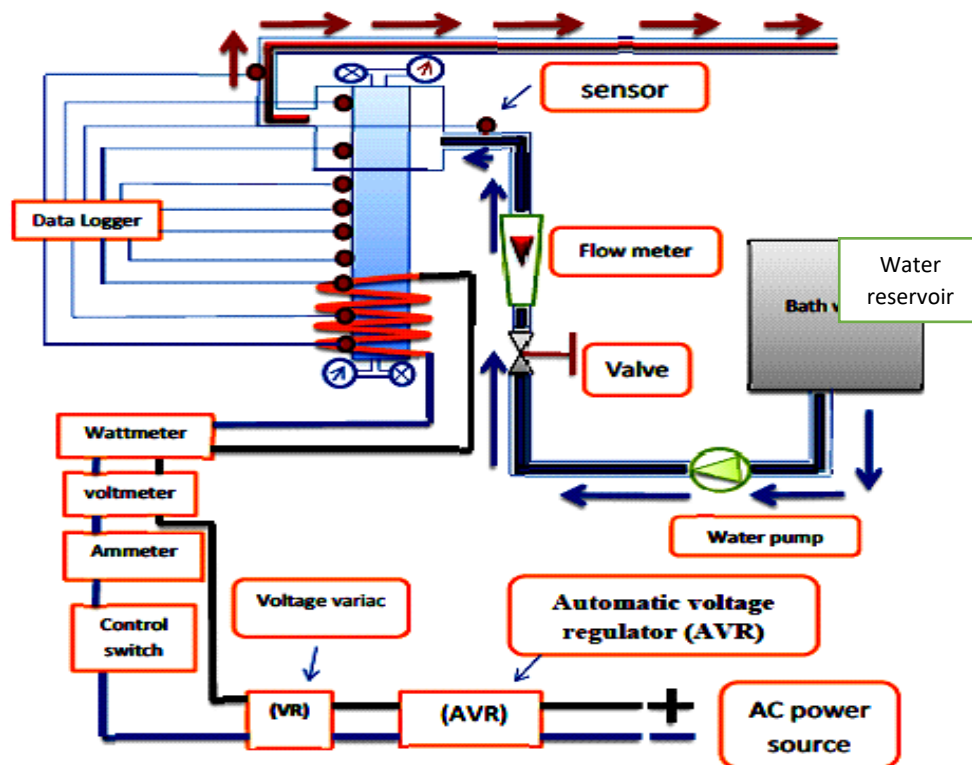 sensor
Data Logger
Flow meter
Water
reservoir
Bath
Valve
Wattmeter
voltmeter
Water pump
Ammeter
Voltage variac
Automatic voltage
regulator (AVR)
Control
switch
(VR)
(AVR)
AC power
source